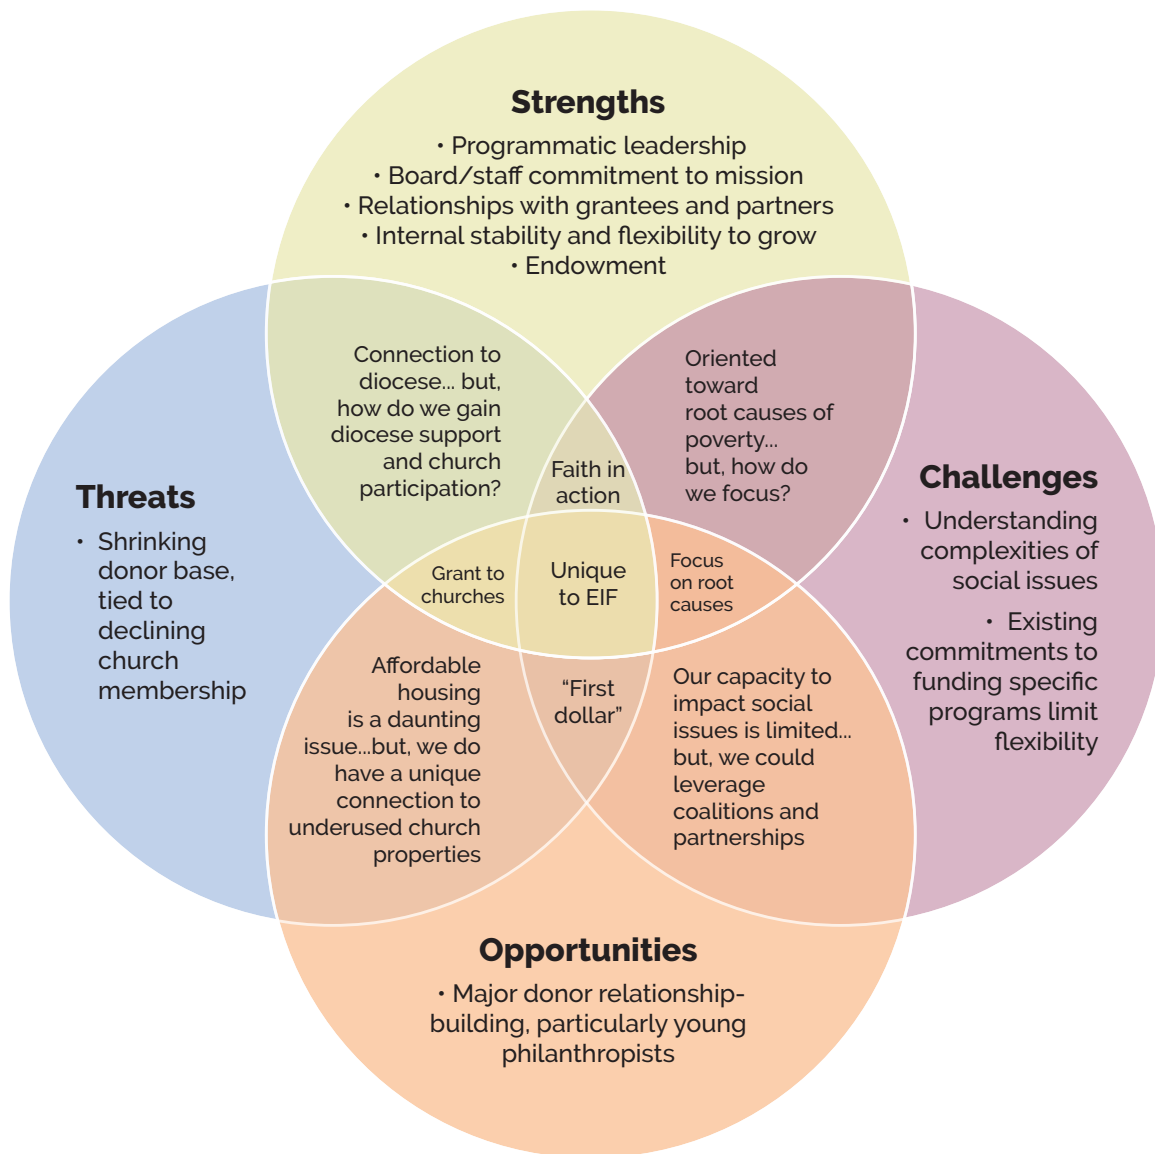 Strengths
• Programmatic leadership
• Board/staff commitment to mission
• Relationships with grantees and partners
• Internal stability and flexibility to grow
• Endowment
Connection to
diocese... but,
how do we gain
diocese support
and church
participation?
Oriented
toward
root causes of
poverty...
but, how do
we focus?
Faith in
action
Threats
• Shrinking
donor base,
tied to
declining
church
membership
Challenges
• Understanding
complexities of
social issues
• Existing
commitments to
funding specific
programs limit
flexibility
Grant to
churches
Unique
to EIF
Focus
on root
causes
Affordable
housing
is a daunting
issue...but, we do
have a unique
connection to
underused church
properties
“First
dollar”
Our capacity to
impact social
issues is limited...
but, we could
leverage
coalitions and
partnerships
Opportunities
• Major donor relationship-
building, particularly young
philanthropists